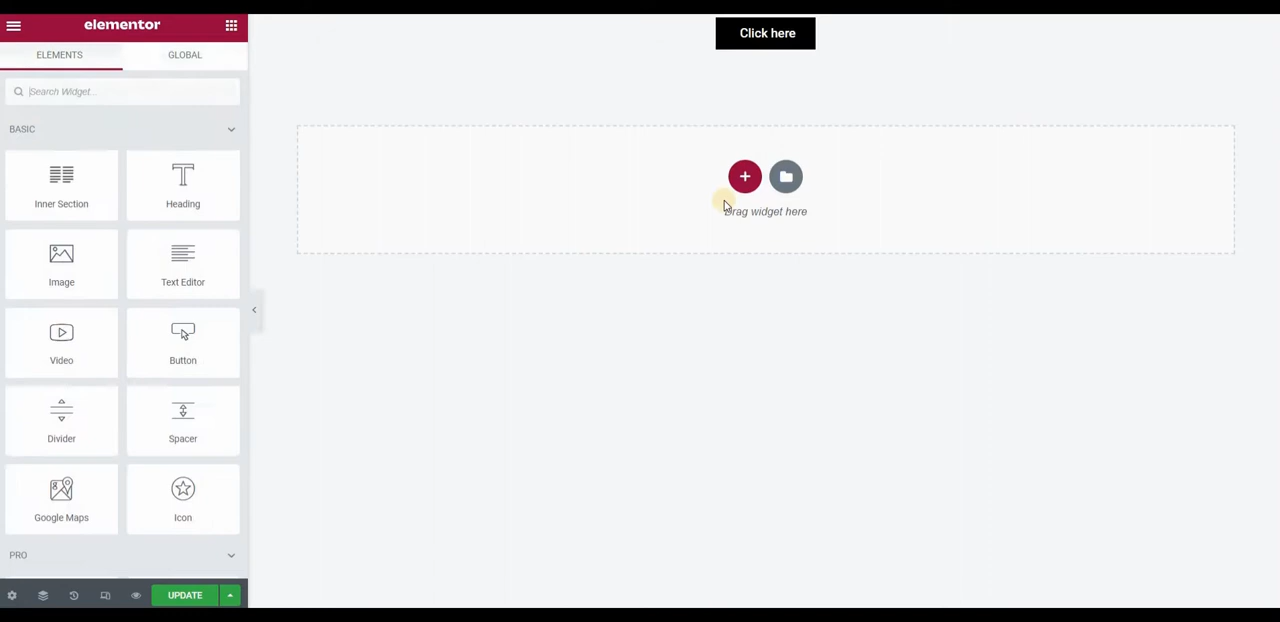 elementor
Click here
ELEMENTS GLOBAL
Search Widget...
BASIC
Inner Section Heading
Drag widget here
Image Text Editor
Video Button
Divider Spacer
Google Maps Icon
PRO
UPDATE